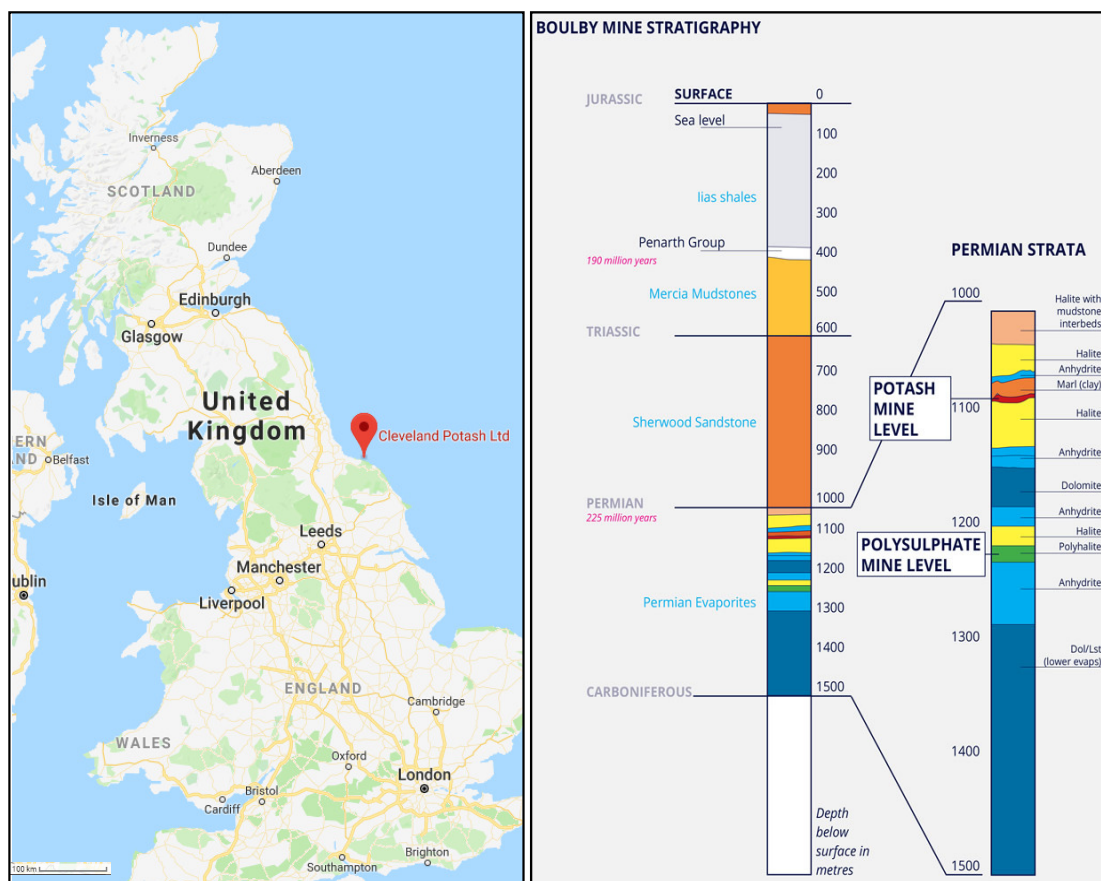 Inverness
Aberdeen
SCOTLAND
Dundee
Edinburgh
Glasgow
United
Kingdom
Cleveland Potash Ltd
ERN
AND
Belfast
Isle of Man
Leeds
Manchester
ublin
Liverpool
ENGLAND
Cambridge
WALES
Oxford
London
Bristol
Cardiff
Brighton
Southampton
100 km
BOULBY MINE STRATIGRAPHY
JURASSIC
SURFACE
0
Sea level
100
200
lias shales
300
Penarth Group
400
190 million years
Mercia Mudstones
500
TRIASSIC
600
700
Sherwood Sandstone
800
900
PERMIAN
1000
225 million years
1100
1200
Permian Evaporites
1300
1400
CARBONIFEROUS
1500
Depth
below
surface in
metres
PERMIAN STRATA
1000
Halite with
mudstone
interbeds
Halite
Anhydrite
Marl (clay)
POTASH
MINE
LEVEL
1100
Halite
Anhydrite
Dolomite
Anhydrite
1200
Halite
POLYSULPHATE
MINE LEVEL
Polyhalite
Anhydrite
1300
Dol/Lst
(lower evaps)
1400
1500